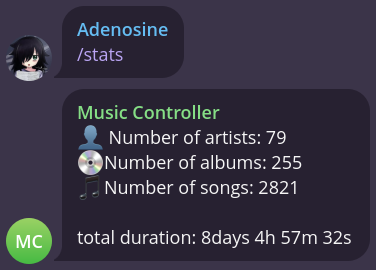 Adenosine
/stats
Music Controller
👤 Number of artists: 79
💿Number of albums: 255
🎵Number of songs: 2821
MC
total duration: 8days 4h 57m 32s